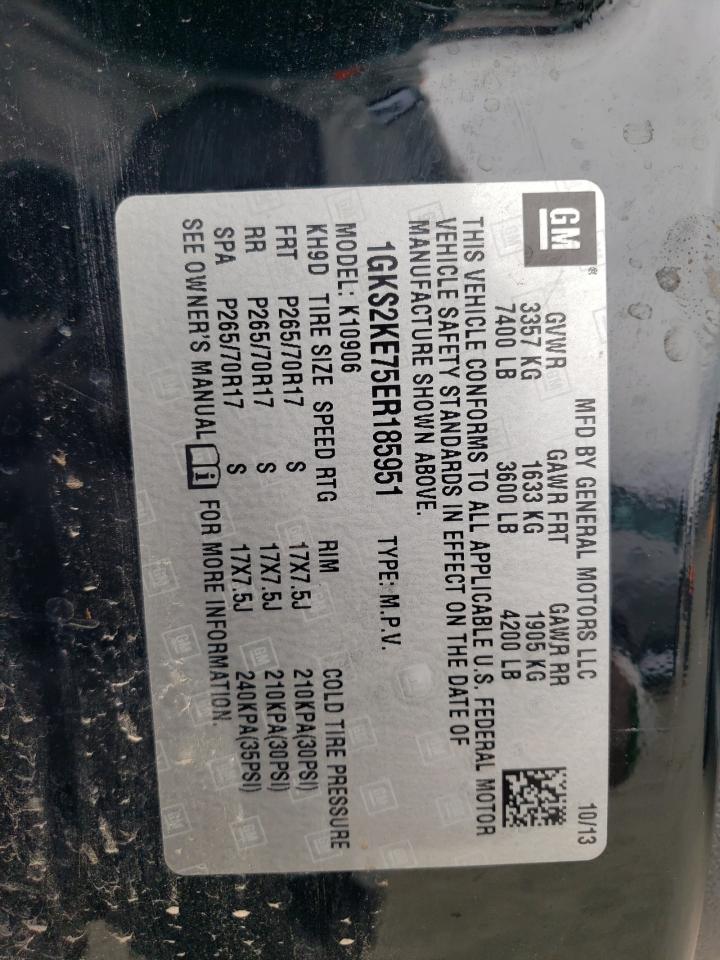 GM ®
MFD BY GENERAL MOTORS LLC 10/13
GVWR GAWR FRT GAWR RR
3357 KG 1633 KG 1905 KG
7400 LB 3600 LB 4200 LB
THIS VEHICLE CONFORMS TO ALL APPLICABLE U.S. FEDERAL MOTOR
VEHICLE SAFETY STANDARDS IN EFFECT ON THE DATE OF
MANUFACTURE SHOWN ABOVE.
1GKS2KE75ER185951 TYPE: M.P.V.
MODEL: K10906
KH9D TIRE SIZE SPEED RTG RIM COLD TIRE PRESSURE
FRT P265/70R17 S 17X7.5J 210KPA(30PSI)
RR P265/70R17 S 17X7.5J 210KPA(30PSI)
SPA P265/70R17 S 17X7.5J 240KPA(35PSI)
SEE OWNER'S MANUAL i FOR MORE INFORMATION.